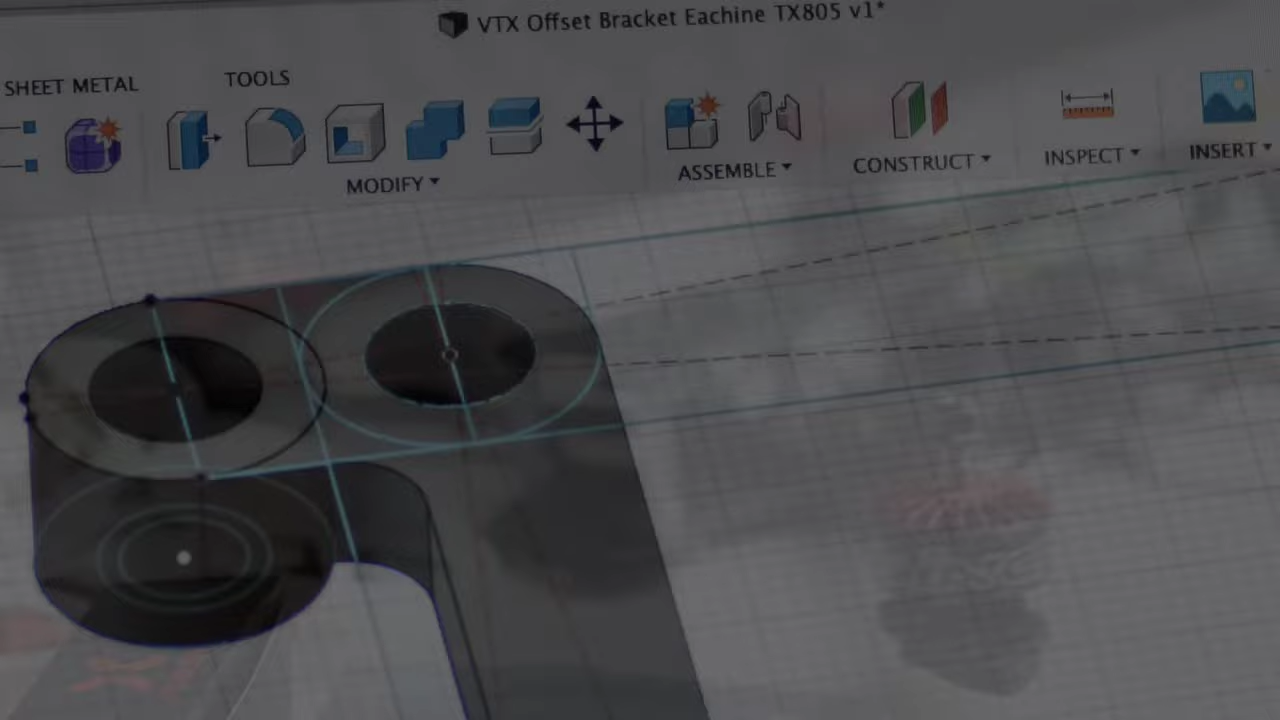 VTX Offset Bracket Eachine TX805 v1*
SHEET METAL
TOOLS
MODIFY
ASSEMBLE
CONSTRUCT
INSPECT
INSERT